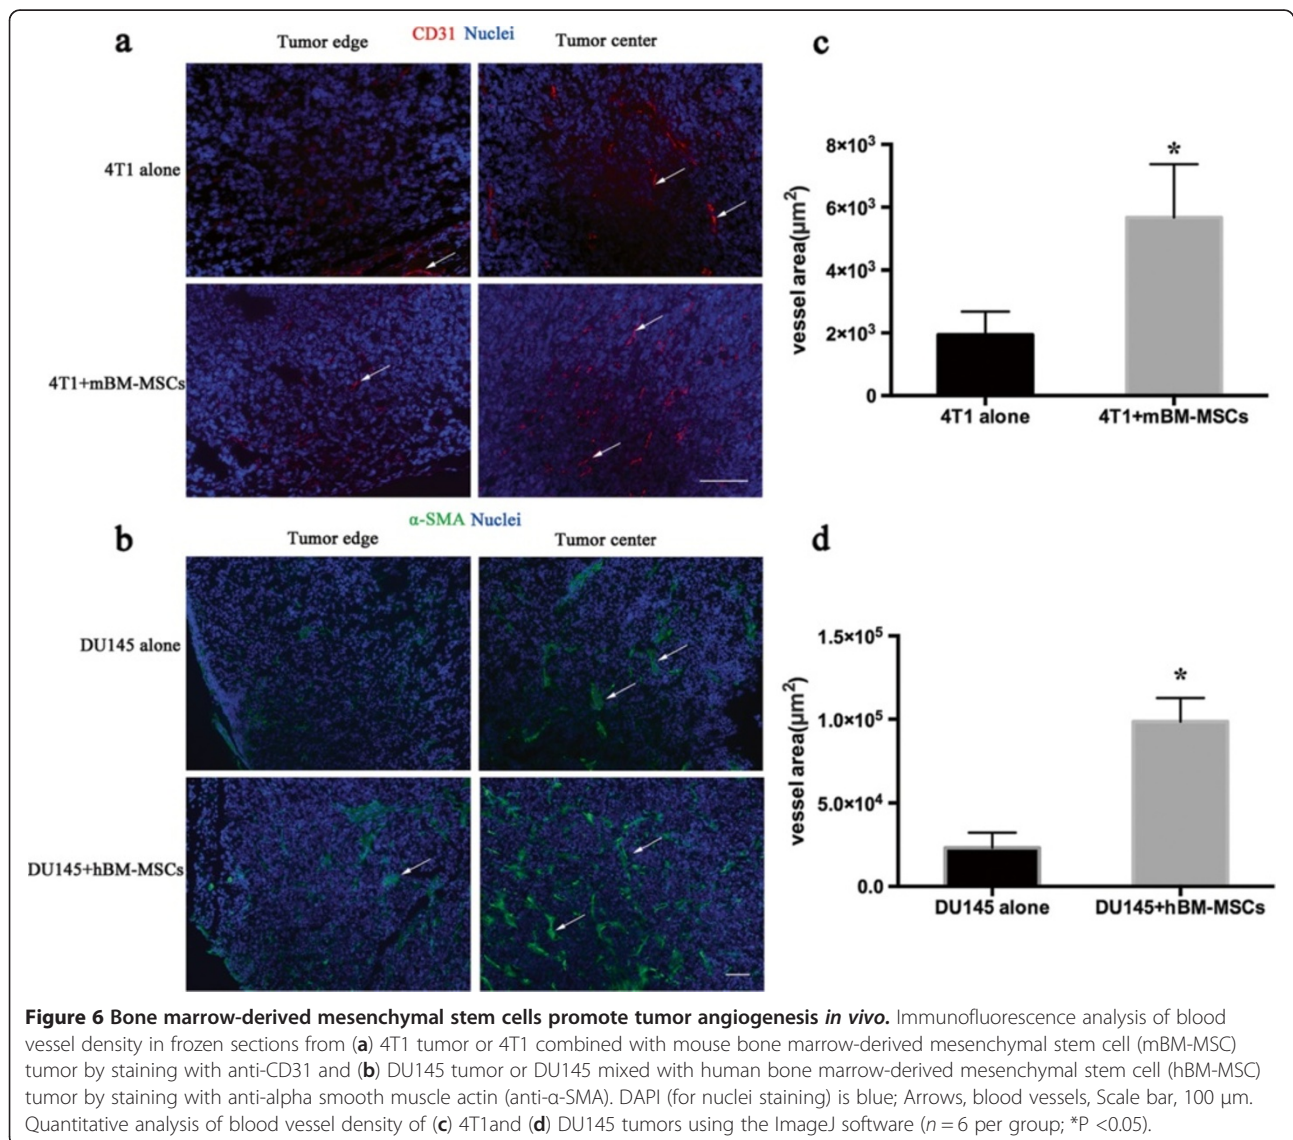 a
CD31 Nuclei
Tumor edge
Tumor center
4T1 alone
4T1+mBM-MSCs
c
vessel area(µm²)
8×10³
6×10³
4×10³
2×10³
0
*
4T1 alone
4T1+mBM-MSCs
b
α-SMA Nuclei
Tumor edge
Tumor center
DU145 alone
DU145+hBM-MSCs
d
vessel area(µm²)
1.5×10⁵
1.0×10⁵
5.0×10⁴
0.0
*
DU145 alone
DU145+hBM-MSCs
Figure 6 Bone marrow-derived mesenchymal stem cells promote tumor angiogenesis in vivo. Immunofluorescence analysis of blood
vessel density in frozen sections from (a) 4T1 tumor or 4T1 combined with mouse bone marrow-derived mesenchymal stem cell (mBM-MSC)
tumor by staining with anti-CD31 and (b) DU145 tumor or DU145 mixed with human bone marrow-derived mesenchymal stem cell (hBM-MSC)
tumor by staining with anti-alpha smooth muscle actin (anti-α-SMA). DAPI (for nuclei staining) is blue; Arrows, blood vessels, Scale bar, 100 μm.
Quantitative analysis of blood vessel density of (c) 4T1and (d) DU145 tumors using the ImageJ software (n = 6 per group; *P <0.05).